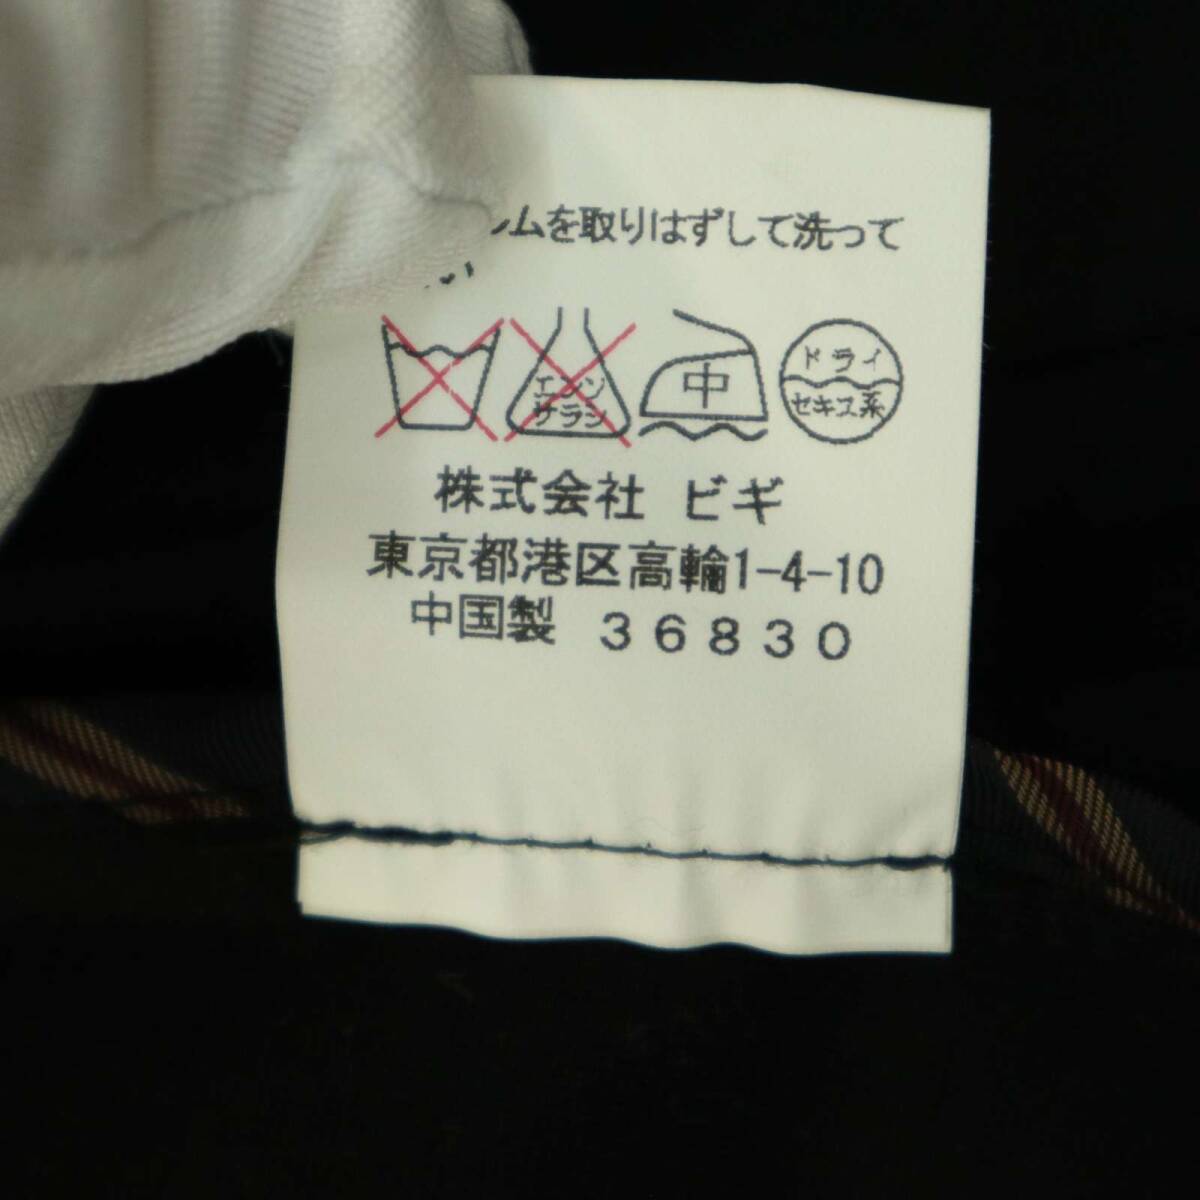 ムを取りはずして洗って
エンソ
サラシ
中
ドライ
セキス系
株式会社 ビギ
東京都港区高輪1-4-10
中国製 36830